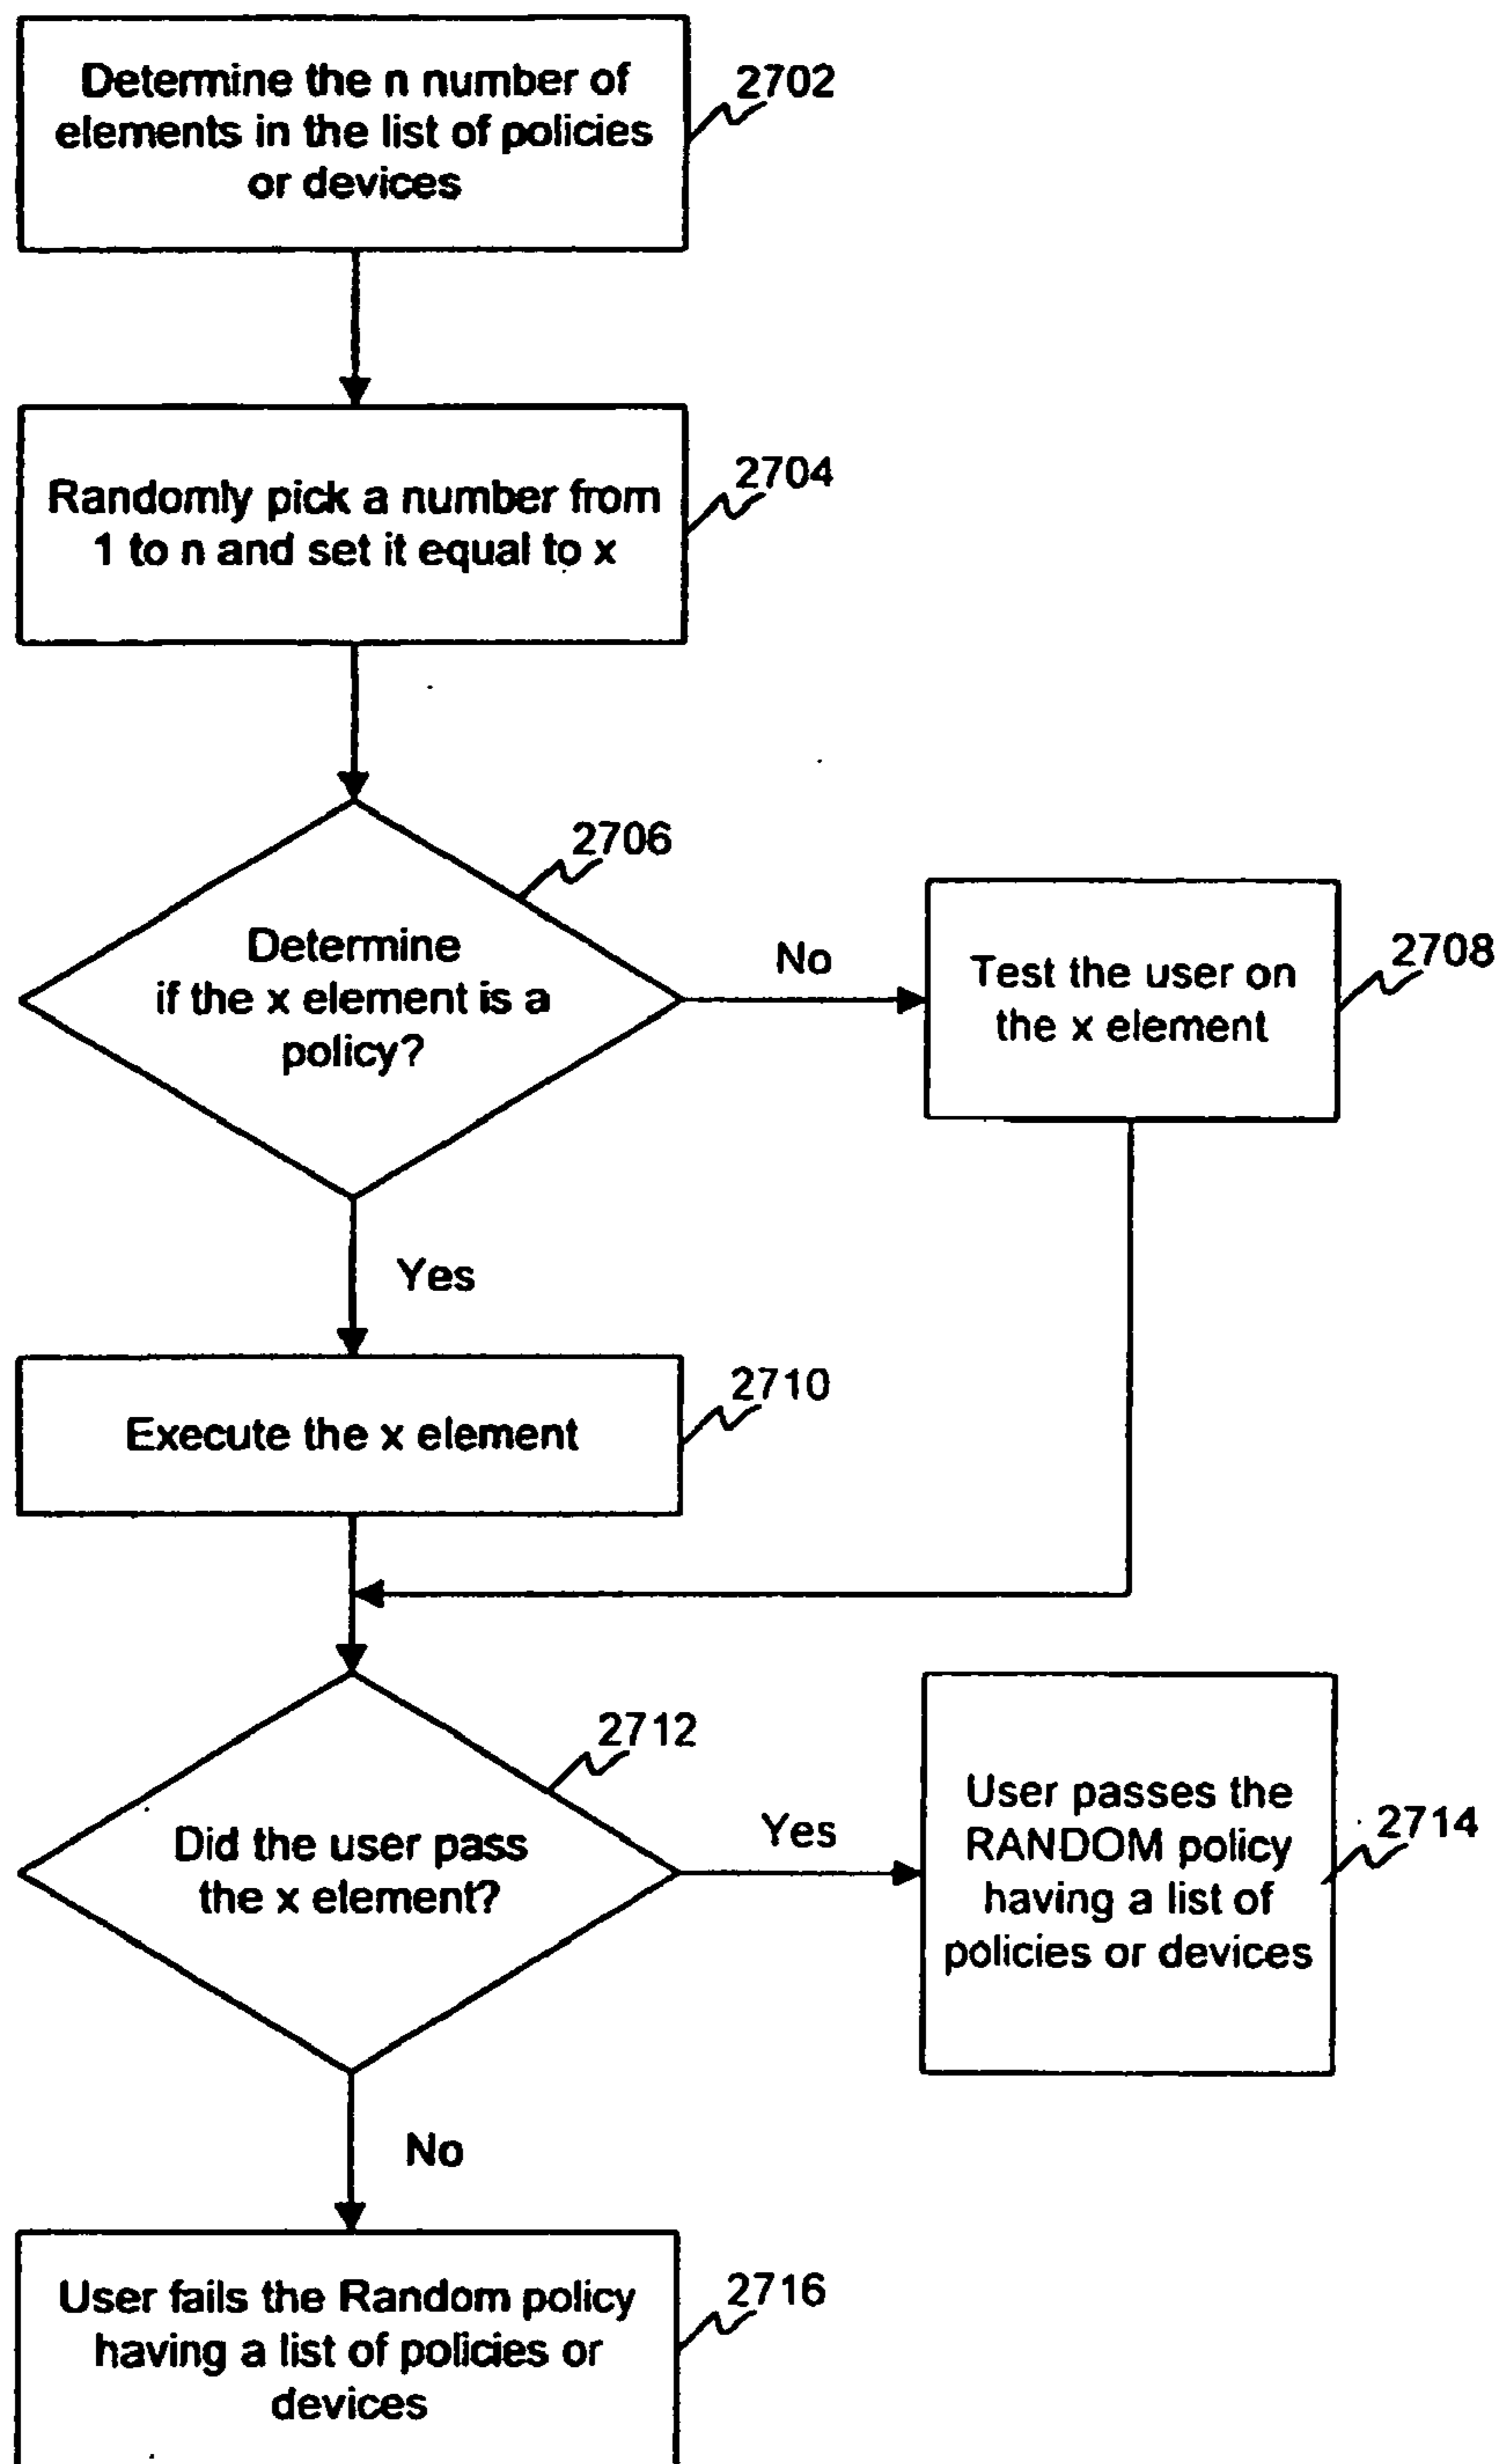 Determine the n number of
elements in the list of policies
or devices
2702
Randomly pick a number from
1 to n and set it equal to x
2704
2706
Determine
if the x element is a
policy?
No
Test the user on
the x element
2708
Yes
Execute the x element
2710
2712
Did the user pass
the x element?
Yes
User passes the
RANDOM policy
having a list of
policies or devices
2714
No
User fails the Random policy
having a list of policies or
devices
2716